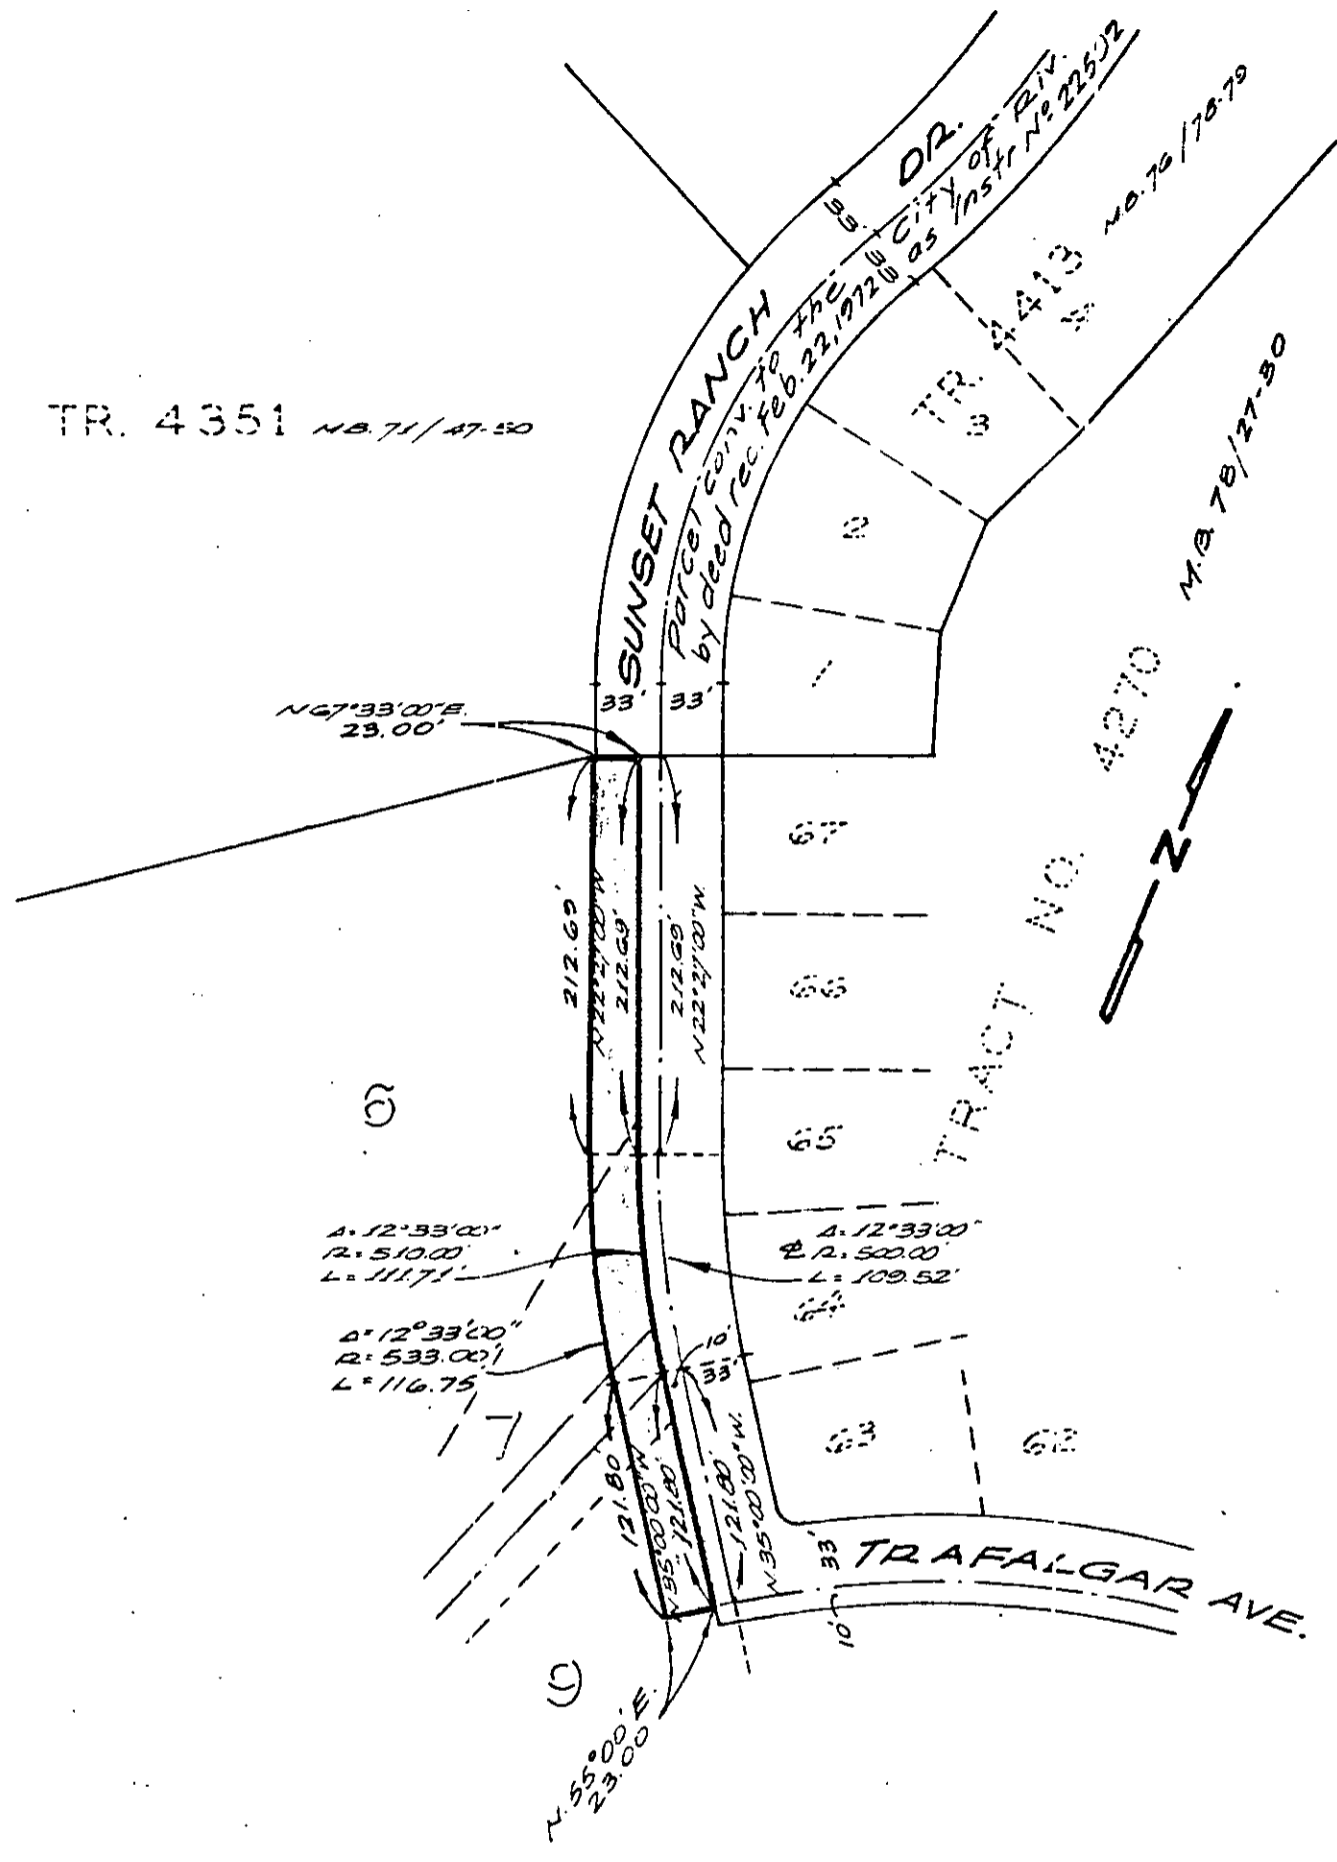 SUNSET RANCH DR.
Parcel conv. to the City of Riv.
by deed rec. Feb. 22, 1972 as Instr Nº 22502
33'
33'
TR. 4413 M.B. 76/78-79
4
3
2
1
TR. 4351 M.B. 71/47-50
M.B. 78/27-30
TRACT NO. 4270
N
33'
33'
N67°33'00"E.
23.00'
67
66
65
64
63
62
212.69'
N22°27'00"W
212.69'
212.69'
N22°27'00"W.
6
Δ: 12°33'00"
R: 510.00'
L: 111.71'
Δ: 12°33'00"
℄ R: 500.00'
L: 109.52'
Δ= 12°33'00"
R: 533.00'
L= 116.75'
10'
33'
7
121.80'
N35°00'00"W
121.80'
121.80'
N35°00'00"W.
33'
TRAFALGAR AVE.
10'
9
N.55°00'E.
23.00